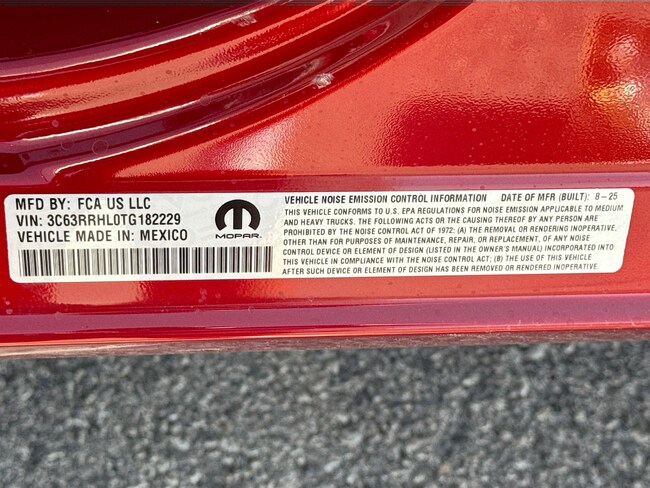 MFD BY: FCA US LLC
VIN: 3C63RRHL0TG182229
VEHICLE MADE IN: MEXICO
MOPAR
VEHICLE NOISE EMISSION CONTROL INFORMATION DATE OF MFR (BUILT): 8-25
THIS VEHICLE CONFORMS TO U.S. EPA REGULATIONS FOR NOISE EMISSION APPLICABLE TO MEDIUM
AND HEAVY TRUCKS. THE FOLLOWING ACTS OR THE CAUSING THEREOF BY ANY PERSON ARE
PROHIBITED BY THE NOISE CONTROL ACT OF 1972: (A) THE REMOVAL OR RENDERING INOPERATIVE,
OTHER THAN FOR PURPOSES OF MAINTENANCE, REPAIR, OR REPLACEMENT, OF ANY NOISE
CONTROL DEVICE OR ELEMENT OF DESIGN (LISTED IN THE OWNER'S MANUAL) INCORPORATED INTO
THIS VEHICLE IN COMPLIANCE WITH THE NOISE CONTROL ACT; (B) THE USE OF THIS VEHICLE
AFTER SUCH DEVICE OR ELEMENT OF DESIGN HAS BEEN REMOVED OR RENDERED INOPERATIVE.